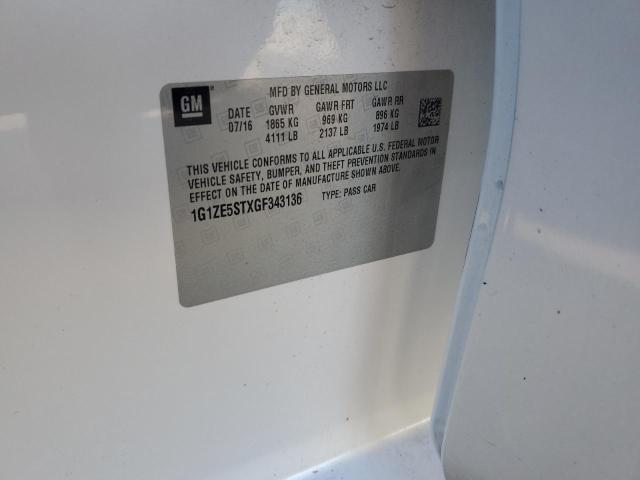 GM
MFD BY GENERAL MOTORS LLC
DATE GVWR GAWR FRT GAWR RR
07/16 1865 KG 969 KG 896 KG
4111 LB 2137 LB 1974 LB
THIS VEHICLE CONFORMS TO ALL APPLICABLE U.S. FEDERAL MOTOR
VEHICLE SAFETY, BUMPER, AND THEFT PREVENTION STANDARDS IN
EFFECT ON THE DATE OF MANUFACTURE SHOWN ABOVE.
1G1ZE5STXGF343136 TYPE: PASS CAR